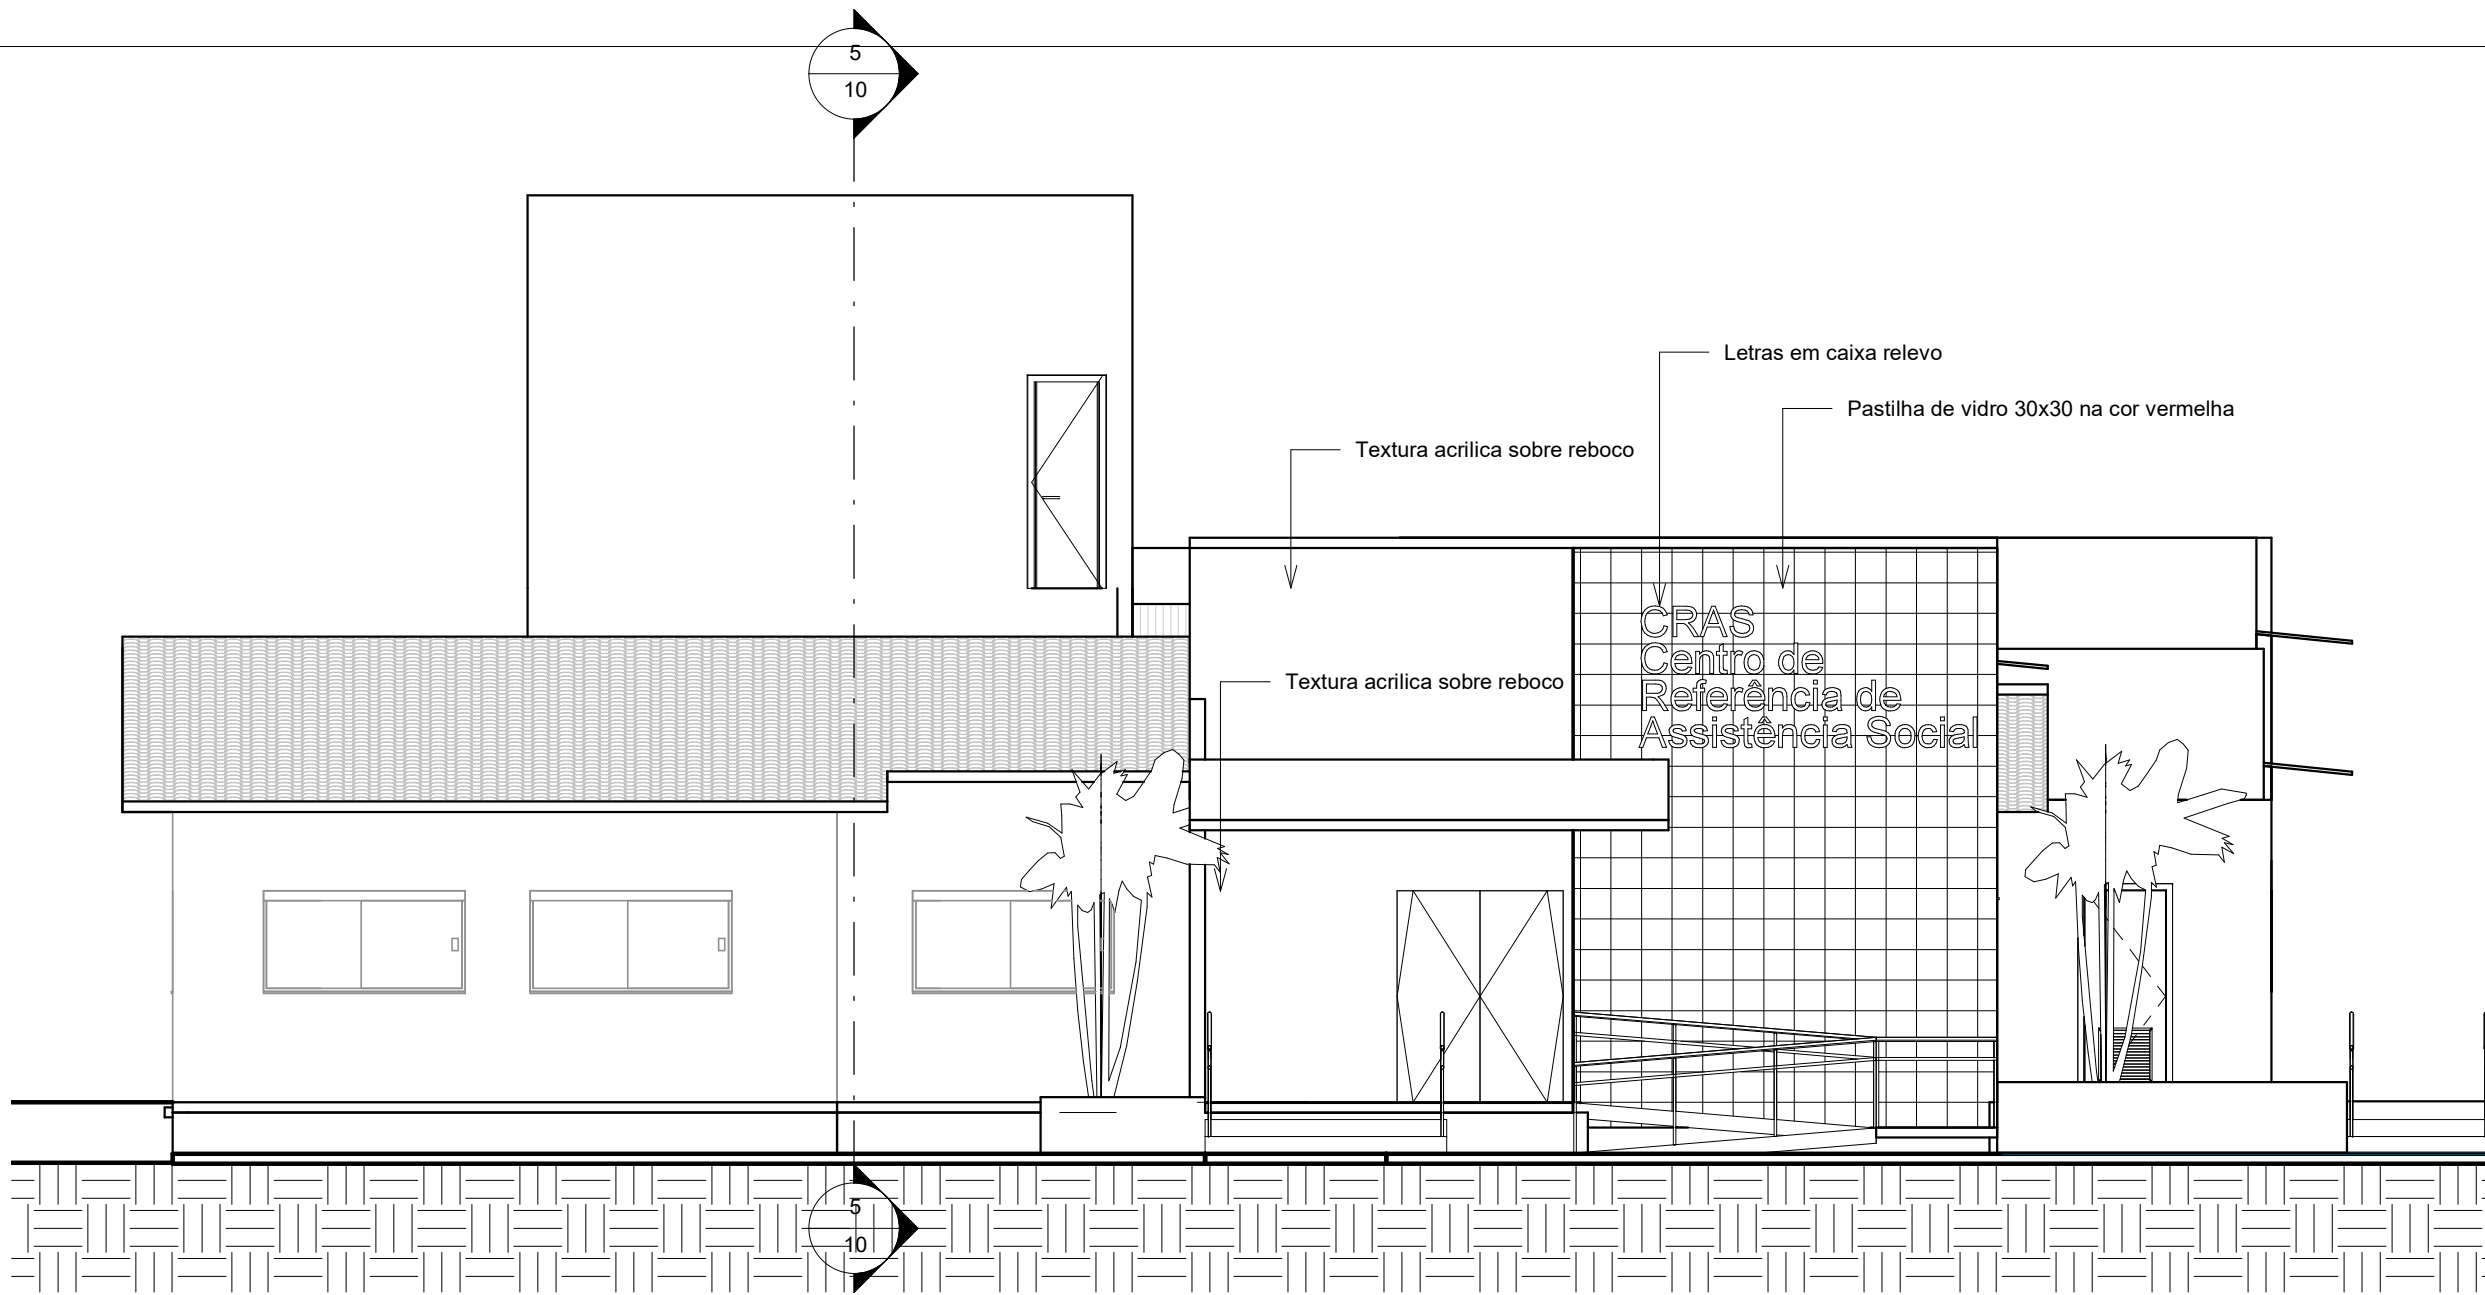 5
10
Letras em caixa relevo
Pastilha de vidro 30x30 na cor vermelha
Textura acrilica sobre reboco
CRAS
Centro de
Referência de
Assistência Social
Textura acrilica sobre reboco
5
10